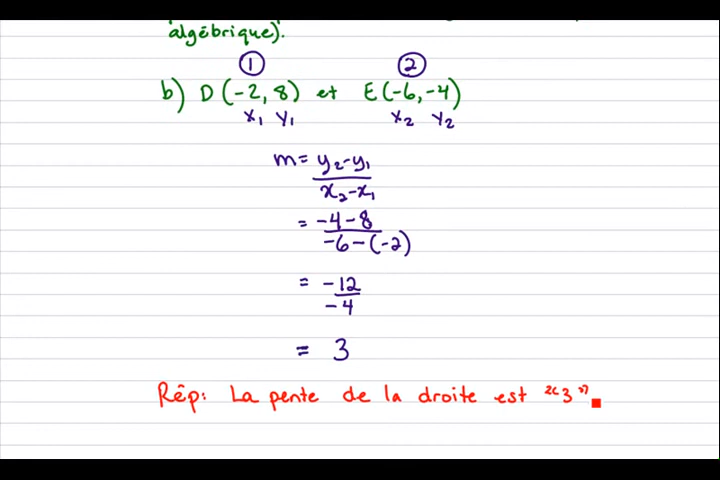 algébrique).
① ②
b) D(-2, 8) et E(-6, -4)
x₁ y₁ x₂ y₂
m = y₂-y₁
x₂-x₁
= -4-8
-6-(-2)
= -12
-4
= 3
Rép: La pente de la droite est "3".